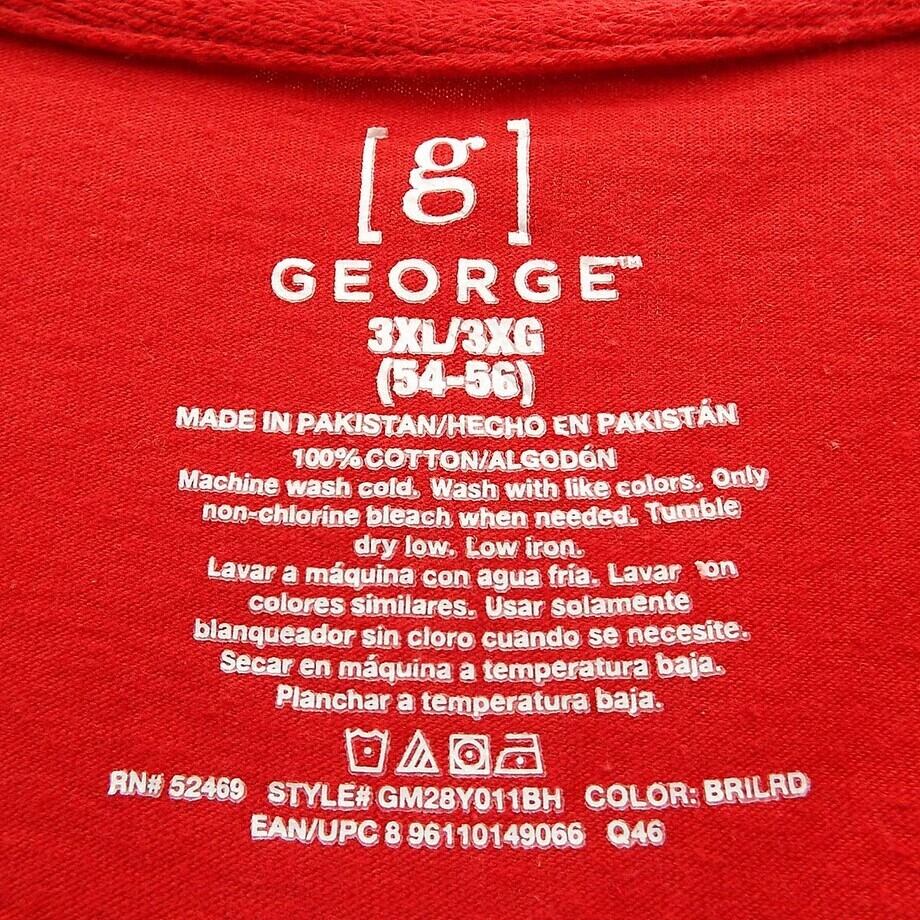 [g]
GEORGE™
3XL/3XG
(54-56)
MADE IN PAKISTAN/HECHO EN PAKISTÁN
100% COTTON/ALGODÓN
Machine wash cold. Wash with like colors. Only
non-chlorine bleach when needed. Tumble
dry low. Low iron.
Lavar a máquina con agua fría. Lavar on
colores similares. Usar solamente
blanqueador sin cloro cuando se necesite.
Secar en máquina a temperatura baja.
Planchar a temperatura baja.
RN# 52469 STYLE# GM28Y011BH COLOR: BRILRD
EAN/UPC 8 96110149066 Q46